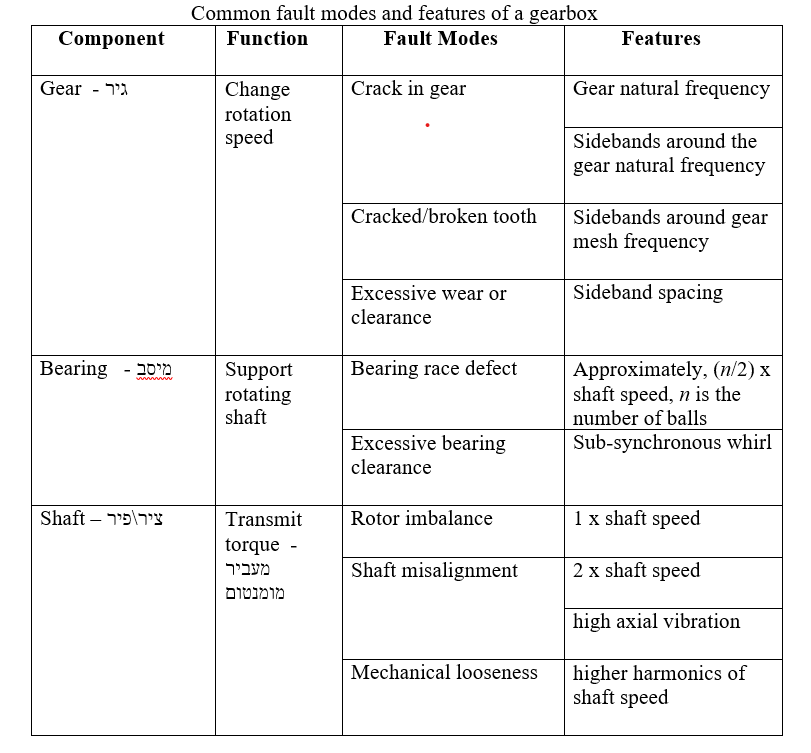 Common fault modes and features of a gearbox
Component
Function
Fault Modes
Features
Gear - גיר
Change
rotation
speed
Crack in gear
Gear natural frequency
Sidebands around the
gear natural frequency
Cracked/broken tooth
Sidebands around gear
mesh frequency
Excessive wear or
clearance
Sideband spacing
Bearing - מיסב
Support
rotating
shaft
Bearing race defect
Approximately, (n/2) x
shaft speed, n is the
number of balls
Excessive bearing
clearance
Sub-synchronous whirl
Shaft – ציר\פיר
Transmit
torque -
מעביר
מומנטום
Rotor imbalance
1 x shaft speed
Shaft misalignment
2 x shaft speed
high axial vibration
Mechanical looseness
higher harmonics of
shaft speed